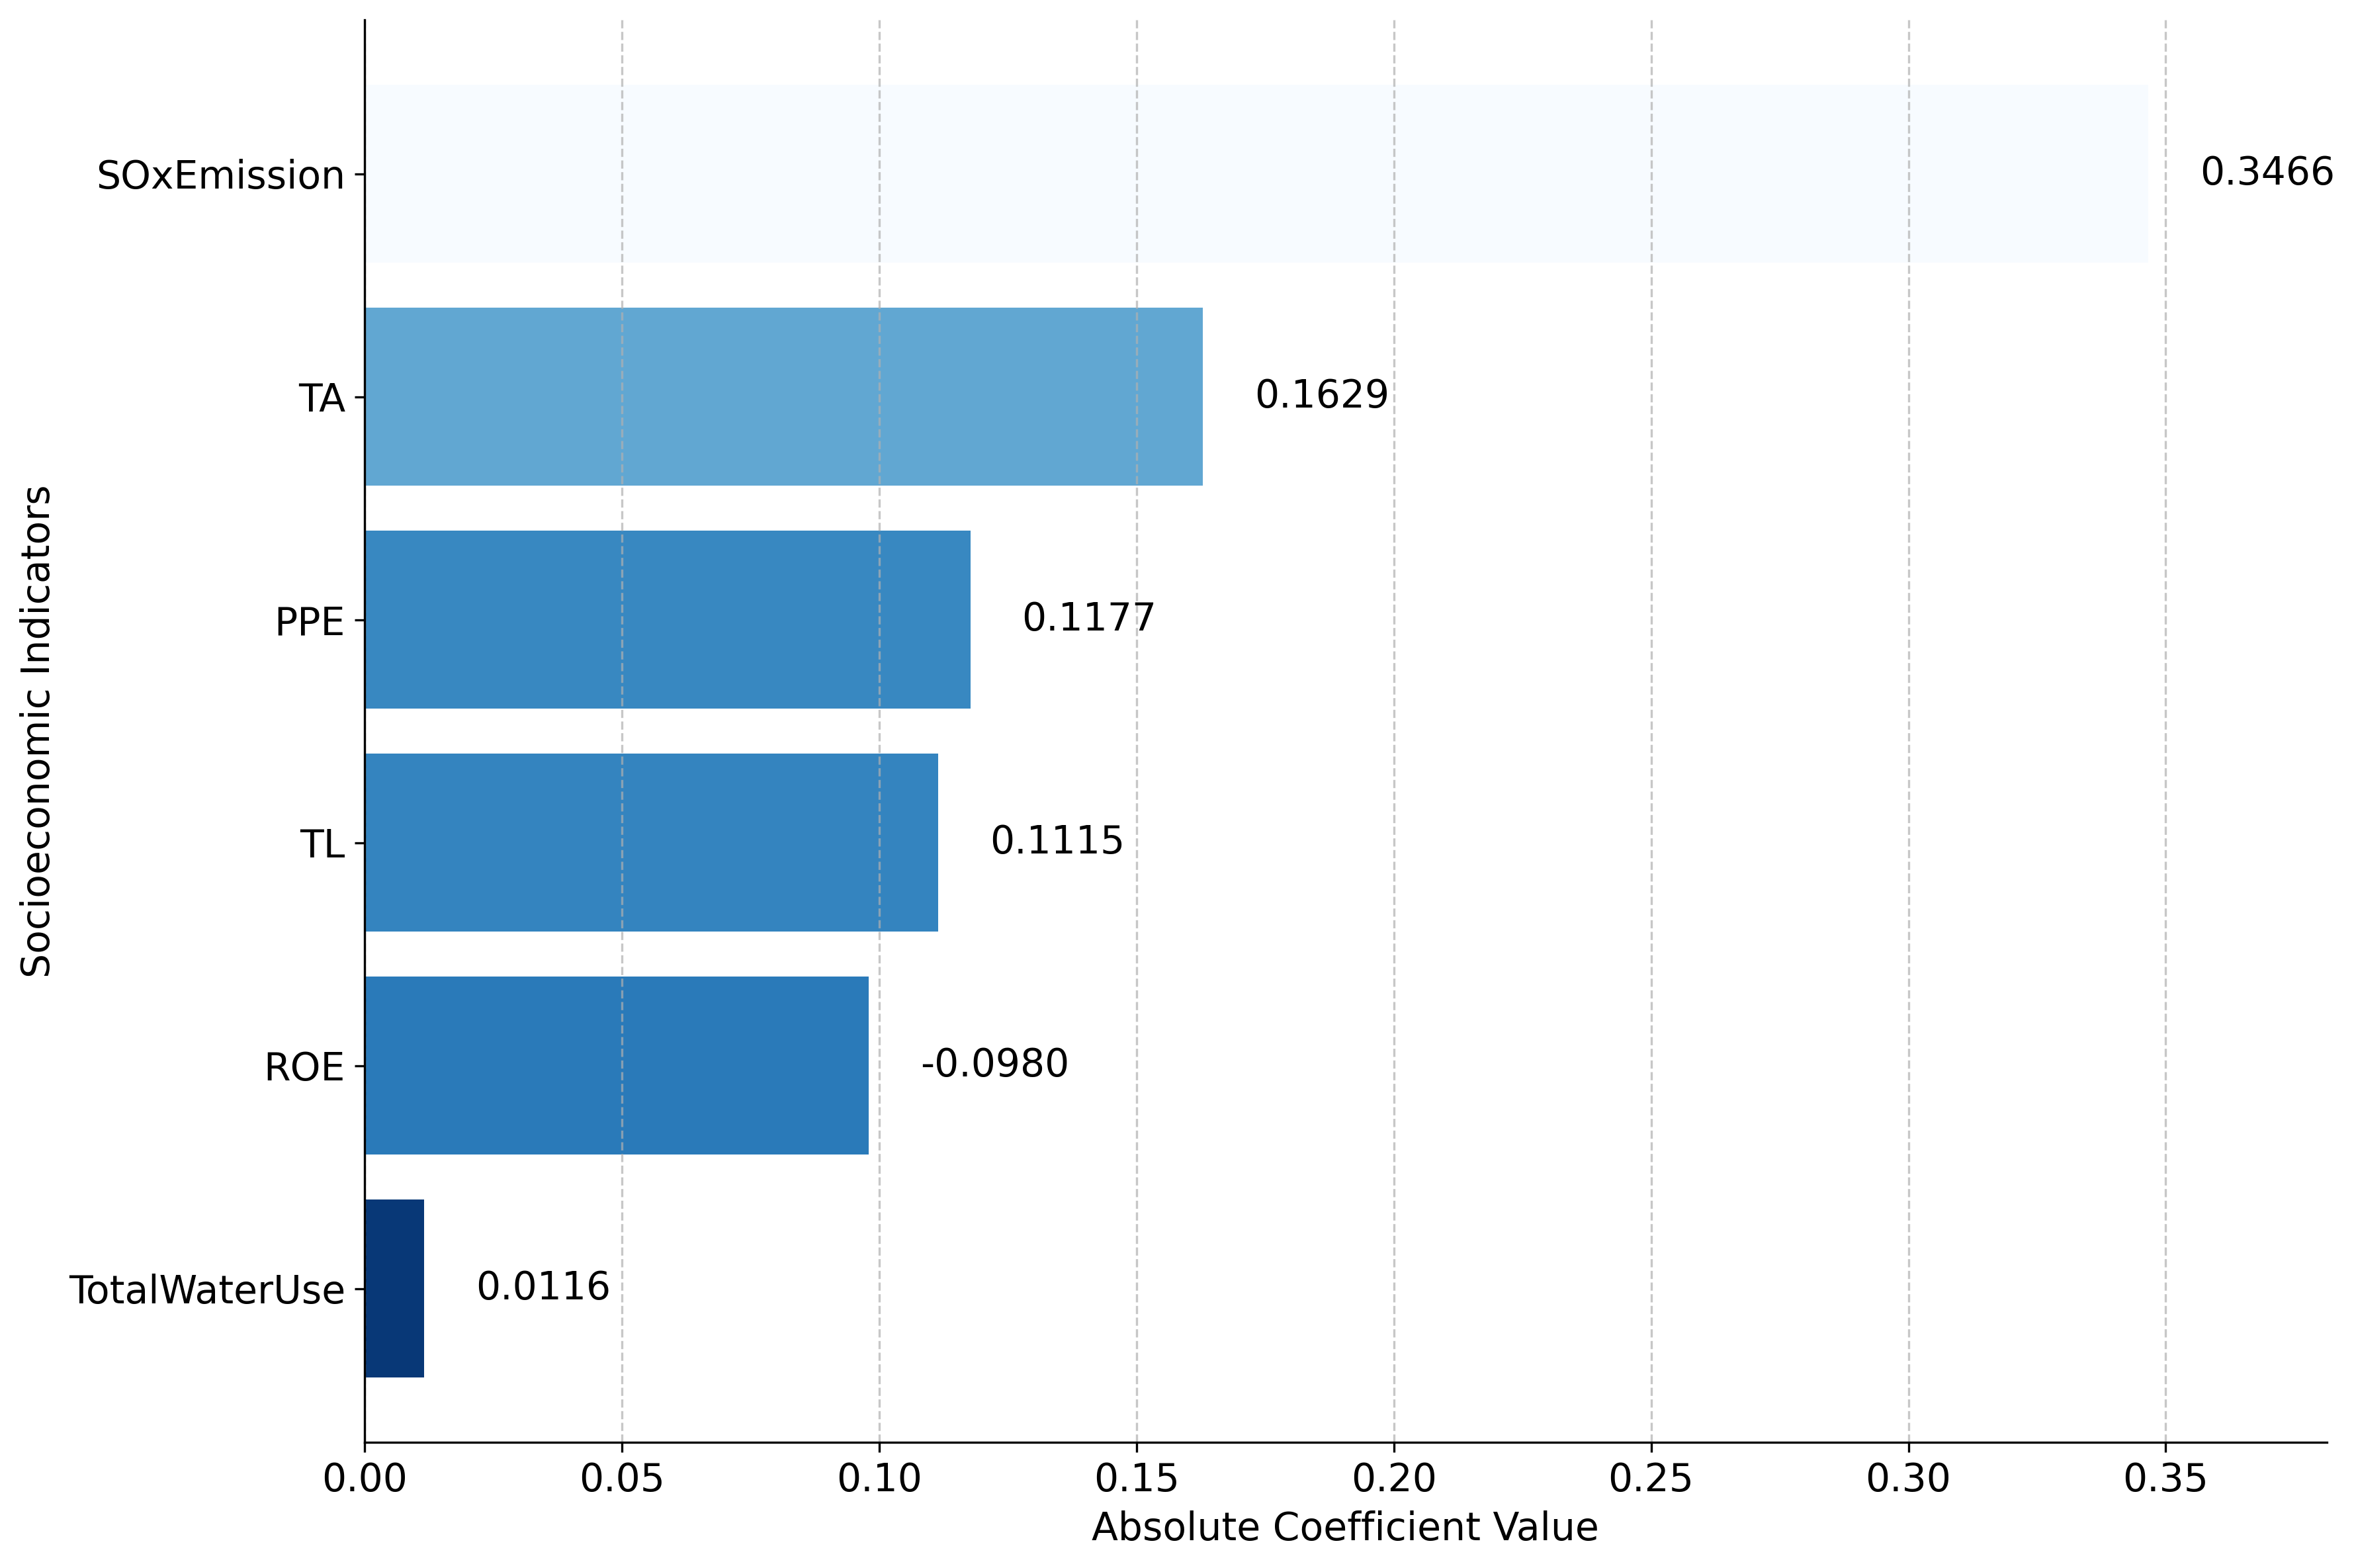 SOxEmission
0.3466
TA
0.1629
PPE
0.1177
TL
0.1115
ROE
-0.0980
TotalWaterUse
0.0116
Socioeconomic Indicators
0.00 0.05 0.10 0.15 0.20 0.25 0.30 0.35
Absolute Coefficient Value